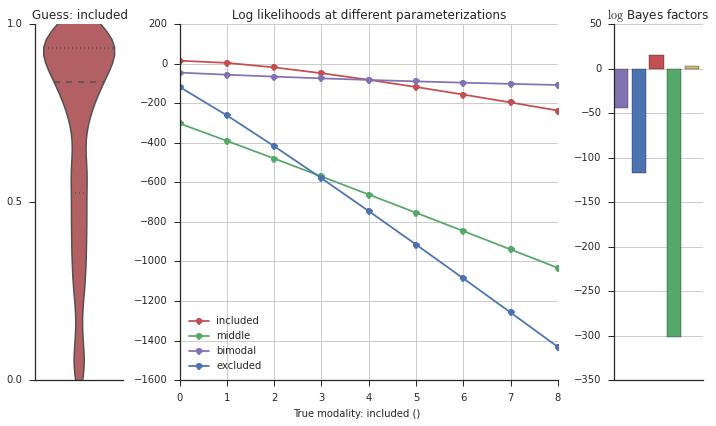 Guess: included
1.0
0.5
0.0
Log likelihoods at different parameterizations
200
0
−200
−400
−600
−800
−1000
−1200
−1400
−1600
included
middle
bimodal
excluded
0 1 2 3 4 5 6 7 8
True modality: included ()
log Bayes factors
50
0
−50
−100
−150
−200
−250
−300
−350